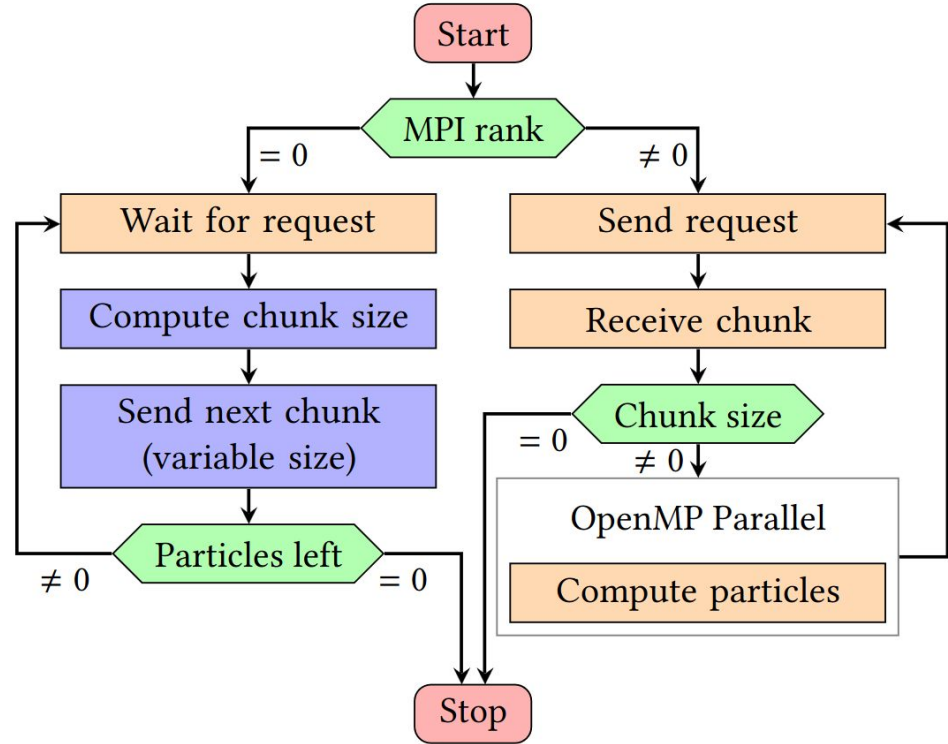 Start
MPI rank
= 0
≠ 0
Wait for request
Send request
Compute chunk size
Receive chunk
Send next chunk
(variable size)
Chunk size
= 0
≠ 0
OpenMP Parallel
Compute particles
Particles left
≠ 0
= 0
Stop